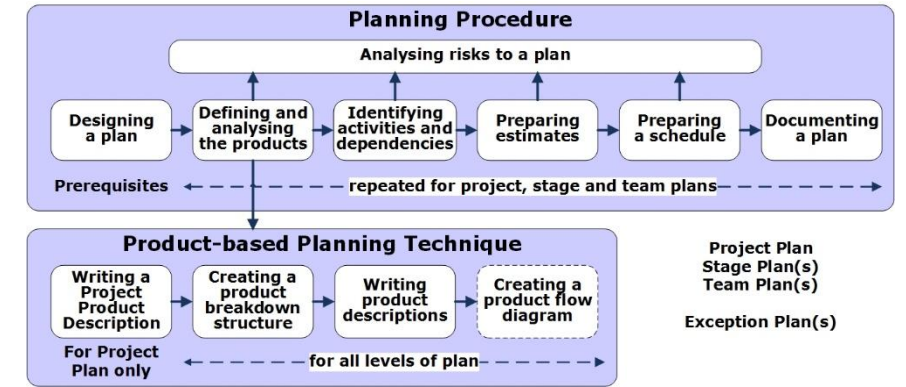 Planning Procedure
Analysing risks to a plan
Designing
a plan
Defining and
analysing
the products
Identifying
activities and
dependencies
Preparing
estimates
Preparing
a schedule
Documenting
a plan
Prerequisites
repeated for project, stage and team plans
Product-based Planning Technique
Writing a
Project
Product
Description
Creating a
product
breakdown
structure
Writing
product
descriptions
Creating a
product flow
diagram
For Project
Plan only
for all levels of plan
Project Plan
Stage Plan(s)
Team Plan(s)
Exception Plan(s)